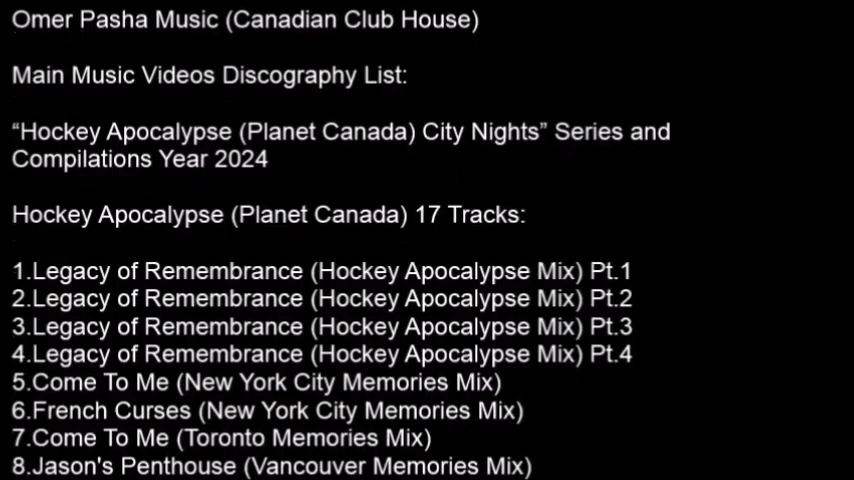 Omer Pasha Music (Canadian Club House)
Main Music Videos Discography List:
“Hockey Apocalypse (Planet Canada) City Nights” Series and
Compilations Year 2024
Hockey Apocalypse (Planet Canada) 17 Tracks:
1.Legacy of Remembrance (Hockey Apocalypse Mix) Pt.1
2.Legacy of Remembrance (Hockey Apocalypse Mix) Pt.2
3.Legacy of Remembrance (Hockey Apocalypse Mix) Pt.3
4.Legacy of Remembrance (Hockey Apocalypse Mix) Pt.4
5.Come To Me (New York City Memories Mix)
6.French Curses (New York City Memories Mix)
7.Come To Me (Toronto Memories Mix)
8.Jason's Penthouse (Vancouver Memories Mix)